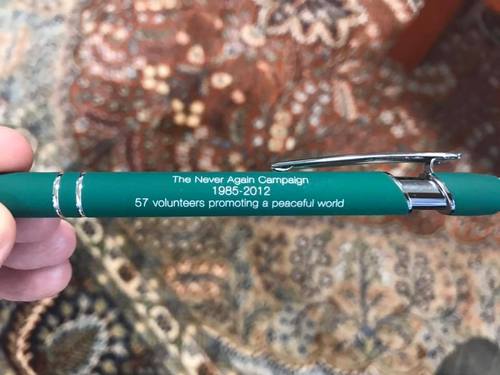 The Never Again Campaign
1985-2012
57 volunteers promoting a peaceful world